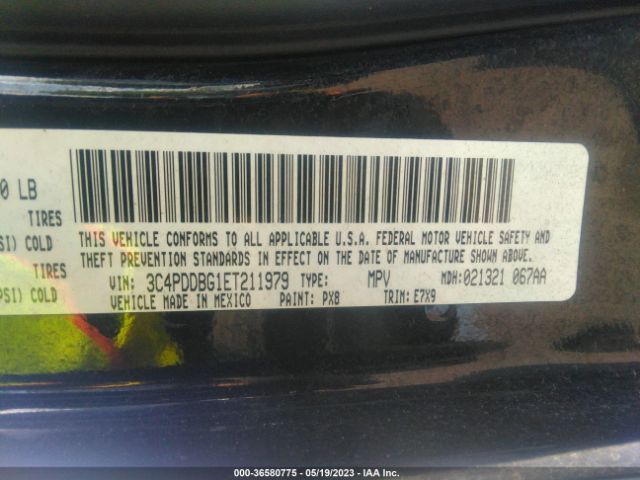 0 LB
TIRES
SI) COLD
TIRES
PSI) COLD
THIS VEHICLE CONFORMS TO ALL APPLICABLE U.S.A. FEDERAL MOTOR VEHICLE SAFETY AND
THEFT PREVENTION STANDARDS IN EFFECT ON THE DATE OF MANUFACTURE SHOWN ABOVE.
VIN: 3C4PDDBG1ET211979 TYPE: MPV MDH: 021321 067AA
VEHICLE MADE IN MEXICO PAINT: PX8 TRIM: E7X9
000-36580775 - 05/19/2023 - IAA Inc.